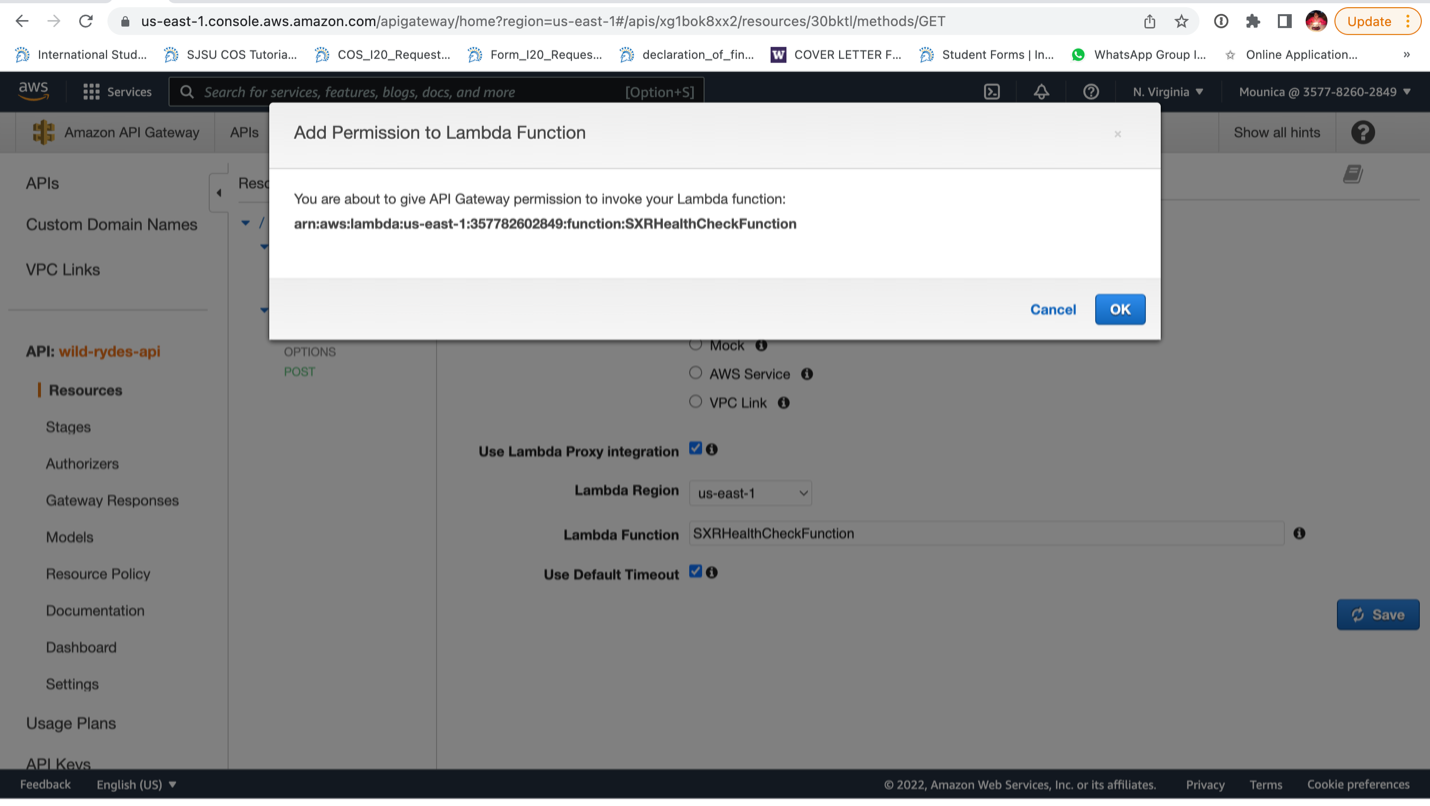 us-east-1.console.aws.amazon.com/apigateway/home?region=us-east-1#/apis/xg1bok8xx2/resources/30bktl/methods/GET
Update
International Stud...
SJSU COS Tutoria...
COS_I20_Request...
Form_I20_Reques...
declaration_of_fin...
W
COVER LETTER F...
Student Forms | In...
WhatsApp Group I...
Online Application...
»
aws
Services
Search for services, features, blogs, docs, and more
[Option+S]
N. Virginia
Mounica @ 3577-8260-2849
Amazon API Gateway
APIs
Show all hints
Add Permission to Lambda Function
×
You are about to give API Gateway permission to invoke your Lambda function:
arn:aws:lambda:us-east-1:357782602849:function:SXRHealthCheckFunction
Cancel
OK
APIs
Custom Domain Names
VPC Links
API: wild-rydes-api
Resources
Stages
Authorizers
Gateway Responses
Models
Resource Policy
Documentation
Dashboard
Settings
Usage Plans
API Keys
Reso
/
OPTIONS
POST
Mock
AWS Service
VPC Link
Use Lambda Proxy integration
Lambda Region
us-east-1
Lambda Function
SXRHealthCheckFunction
Use Default Timeout
Save
Feedback
English (US)
© 2022, Amazon Web Services, Inc. or its affiliates.
Privacy
Terms
Cookie preferences